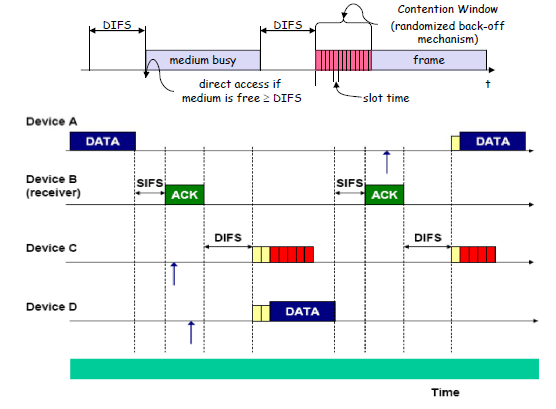 DIFS
DIFS
Contention Window
(randomized back-off
mechanism)
medium busy
frame
direct access if
medium is free ≥ DIFS
slot time
t
Device A
DATA
DATA
Device B
(receiver)
SIFS
ACK
SIFS
ACK
Device C
DIFS
DIFS
Device D
DATA
Time